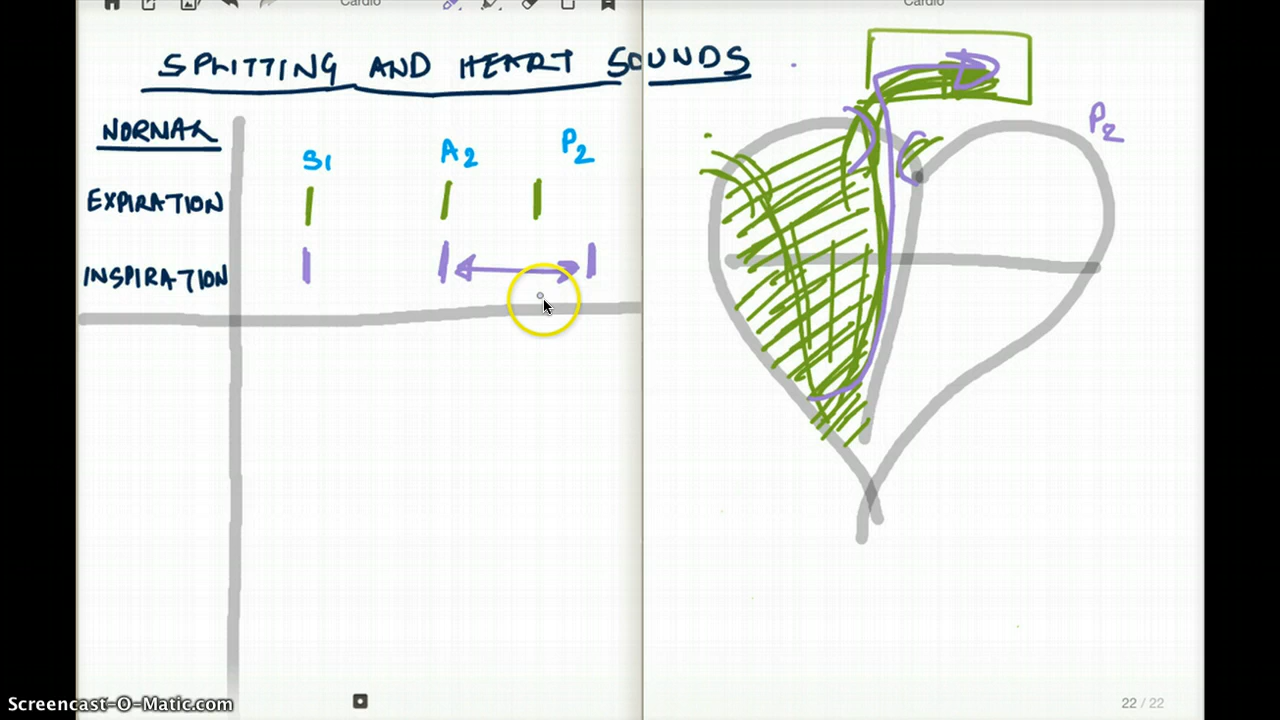 Cardio
Cardio
SPLITTING AND HEART SOUNDS
NORMAL
S1 A2 P2
EXPIRATION
INSPIRATION
P2
Screencast-O-Matic.com
22 / 22